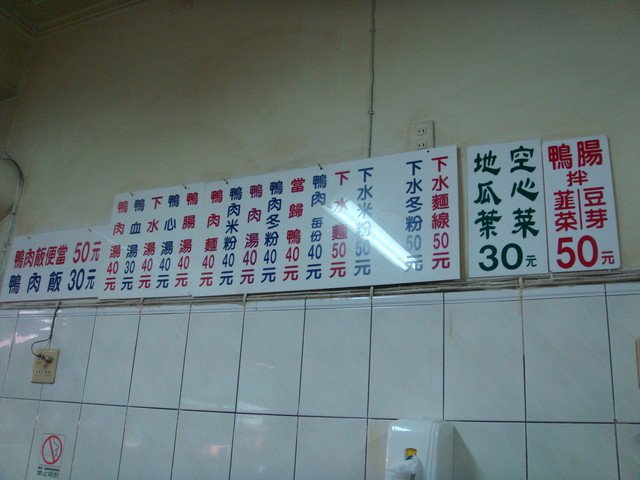 鴨肉飯便當 50元
鴨肉飯 30元
鴨肉湯 40元
鴨血湯 30元
下水湯 40元
鴨心湯 40元
鴨腸湯 40元
鴨肉麵 40元
鴨肉米粉 40元
鴨肉湯 40元
鴨肉冬粉 40元
當歸鴨 40元
鴨肉 每份 40元
下水麵 50元
下水米粉 50元
下水冬粉 50元
下水麵線 50元
地瓜葉 空心菜 30元
鴨腸拌韮菜豆芽 50元
禁止吸菸